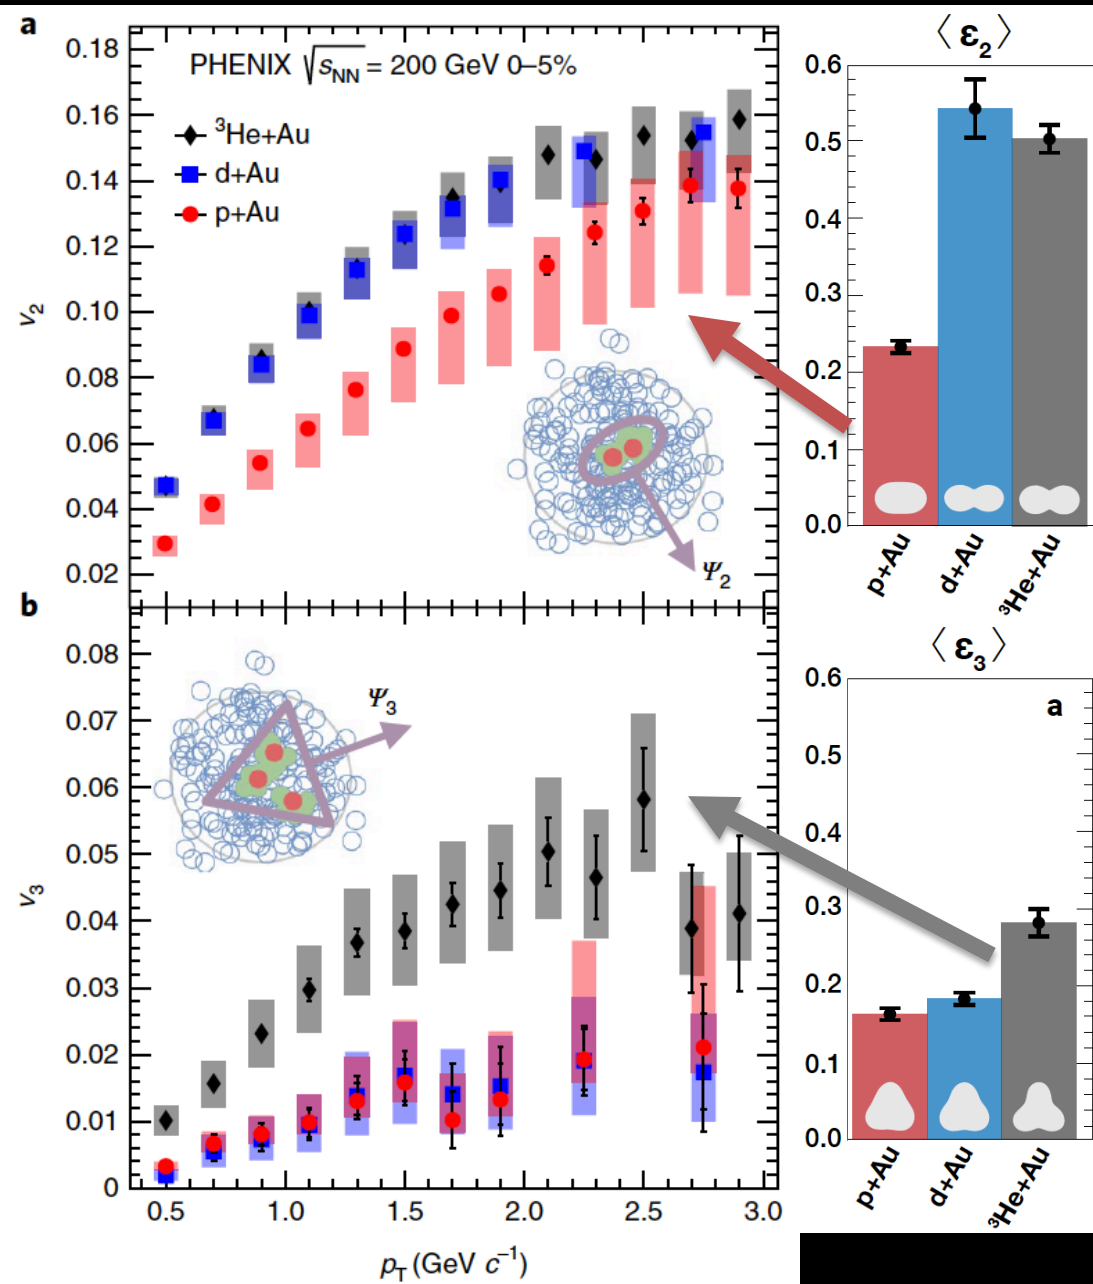 a
PHENIX √sNN = 200 GeV 0–5%
³He+Au
d+Au
p+Au
v₂
0.18
0.16
0.14
0.12
0.10
0.08
0.06
0.04
0.02
Ψ₂
⟨ε₂⟩
0.6
0.5
0.4
0.3
0.2
0.1
0.0
p+Au
d+Au
³He+Au
b
v₃
0.08
0.07
0.06
0.05
0.04
0.03
0.02
0.01
0
Ψ₃
0.5 1.0 1.5 2.0 2.5 3.0
pT (GeV c⁻¹)
⟨ε₃⟩
a
0.6
0.5
0.4
0.3
0.2
0.1
0.0
p+Au
d+Au
³He+Au